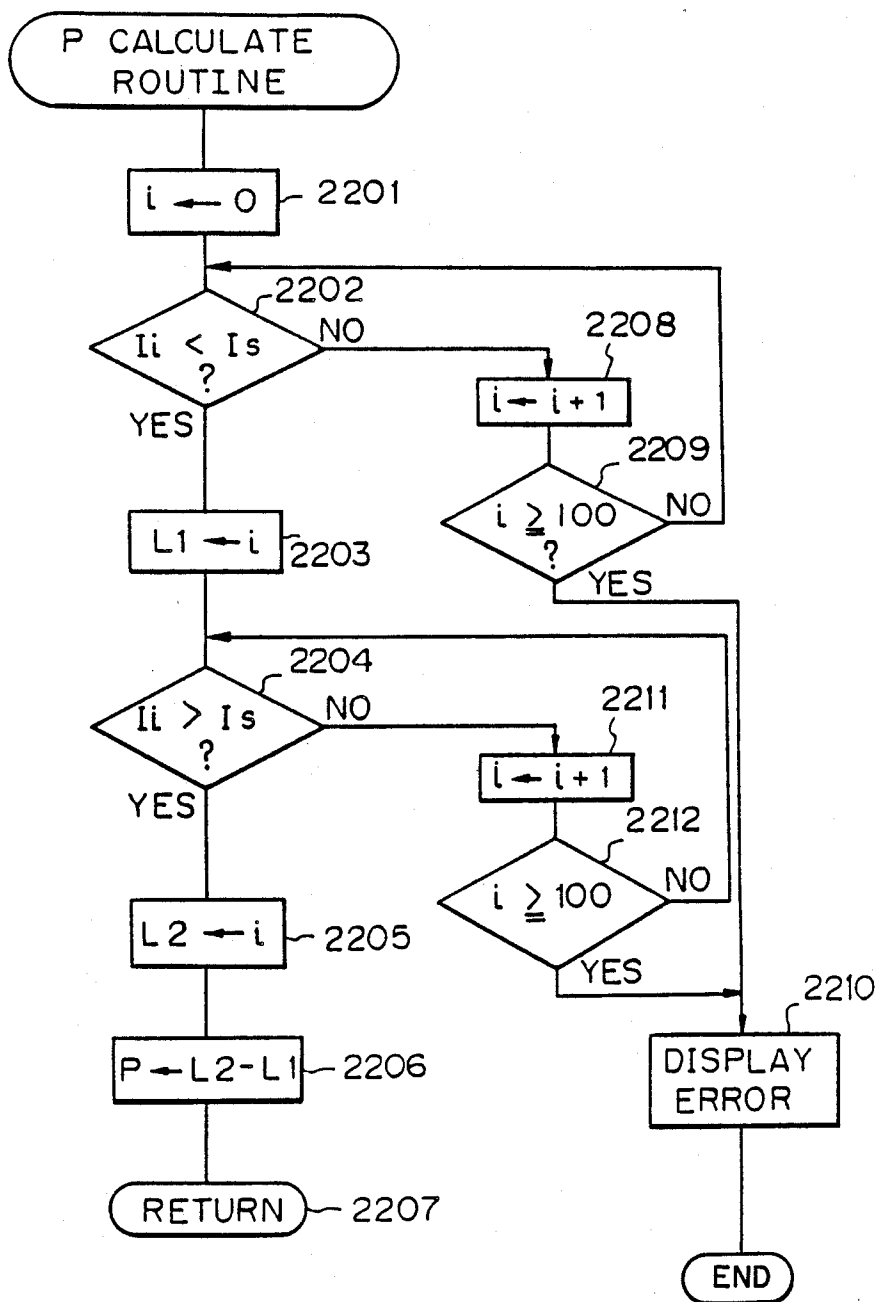 P CALCULATE
ROUTINE
i ← 0
2201
2202
Ii < Is
?
NO
YES
2208
i ← i + 1
2209
i ≧ 100
?
NO
YES
L1 ← i
2203
2204
Ii > Is
?
NO
YES
2211
i ← i + 1
2212
i ≧ 100
NO
YES
L2 ← i
2205
2210
DISPLAY
ERROR
P ← L2-L1
2206
RETURN
2207
END